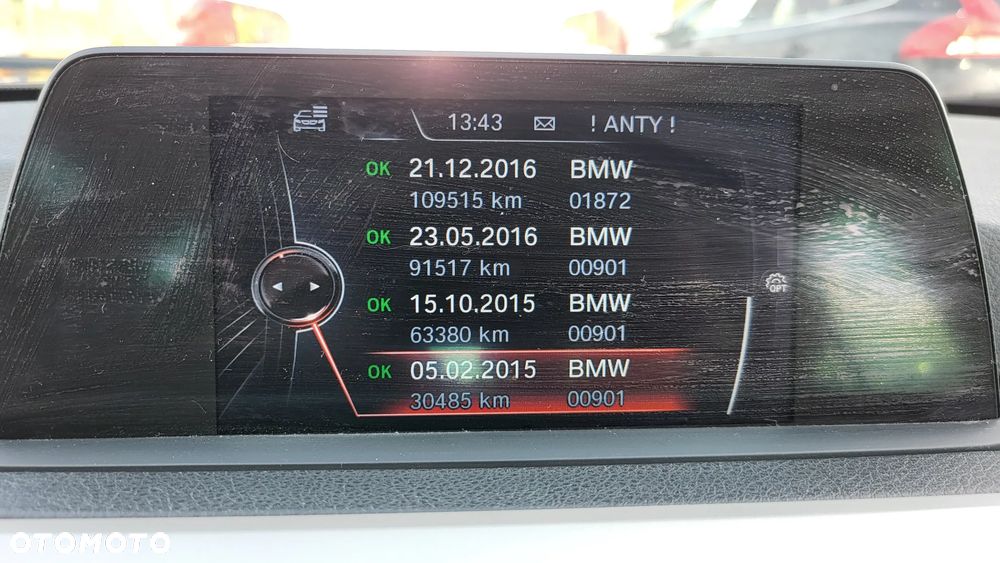 13:43 ! ANTY !
OK 21.12.2016 BMW
109515 km 01872
OK 23.05.2016 BMW
91517 km 00901
OK 15.10.2015 BMW
63380 km 00901
OPT
OK 05.02.2015 BMW
30485 km 00901
OTOMOTO